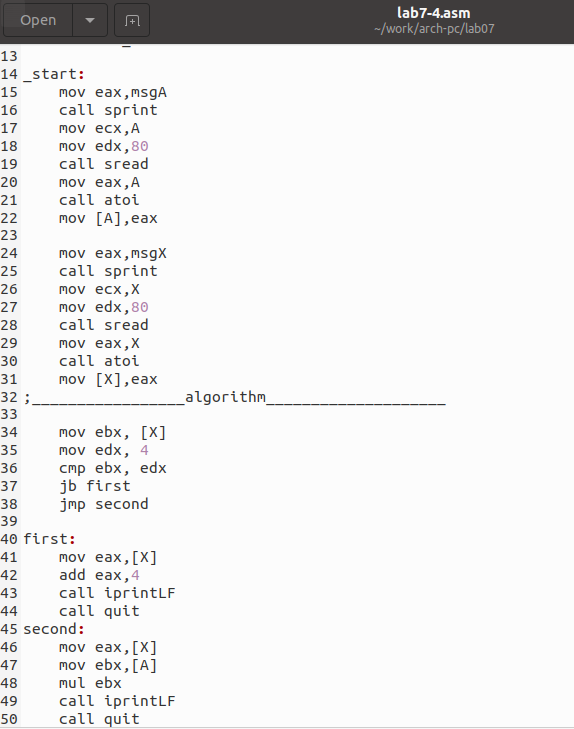 Open
lab7-4.asm
~/work/arch-pc/lab07
13
14 _start:
15     mov eax,msgA
16     call sprint
17     mov ecx,A
18     mov edx,80
19     call sread
20     mov eax,A
21     call atoi
22     mov [A],eax
23
24     mov eax,msgX
25     call sprint
26     mov ecx,X
27     mov edx,80
28     call sread
29     mov eax,X
30     call atoi
31     mov [X],eax
32 ;_________________algorithm____________________
33
34     mov ebx, [X]
35     mov edx, 4
36     cmp ebx, edx
37     jb first
38     jmp second
39
40 first:
41     mov eax,[X]
42     add eax,4
43     call iprintLF
44     call quit
45 second:
46     mov eax,[X]
47     mov ebx,[A]
48     mul ebx
49     call iprintLF
50     call quit